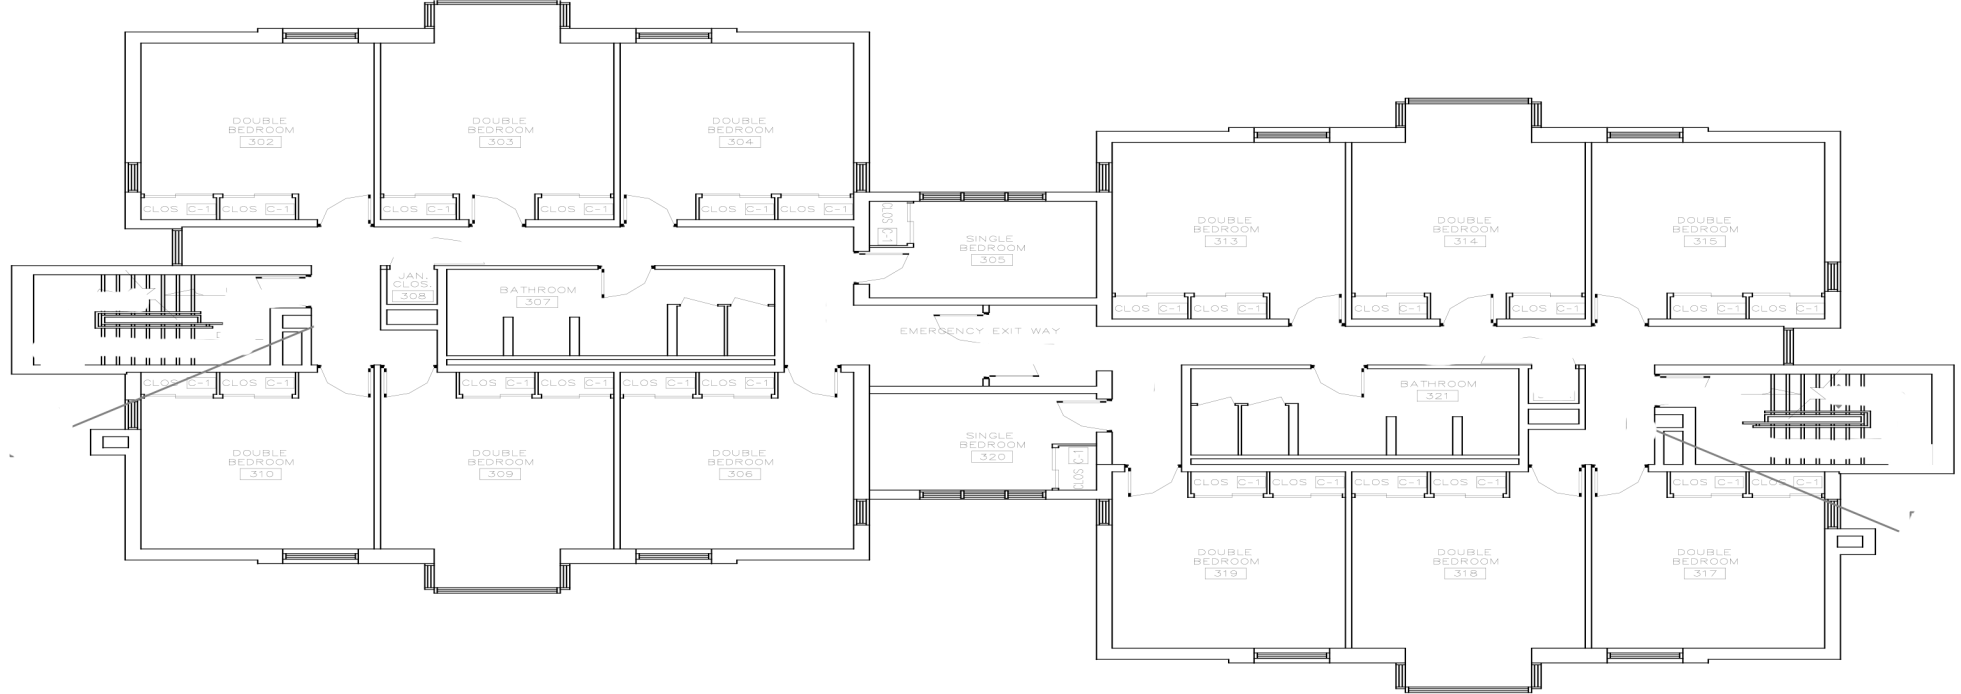 DOUBLE
BEDROOM
302
DOUBLE
BEDROOM
303
DOUBLE
BEDROOM
304
CLOS C-1
CLOS C-1
CLOS C-1
CLOS C-1
CLOS C-1
CLOS C-1
CLOS C-1
SINGLE
BEDROOM
305
DOUBLE
BEDROOM
313
DOUBLE
BEDROOM
314
DOUBLE
BEDROOM
315
CLOS C-1
CLOS C-1
CLOS C-1
CLOS C-1
CLOS C-1
CLOS C-1
JAN.
CLOS.
308
BATHROOM
307
EMERGENCY EXIT WAY
BATHROOM
321
CLOS C-1
CLOS C-1
CLOS C-1
CLOS C-1
CLOS C-1
CLOS C-1
DOUBLE
BEDROOM
310
DOUBLE
BEDROOM
309
DOUBLE
BEDROOM
306
SINGLE
BEDROOM
320
CLOS C-1
CLOS C-1
CLOS C-1
CLOS C-1
CLOS C-1
CLOS C-1
CLOS C-1
DOUBLE
BEDROOM
319
DOUBLE
BEDROOM
318
DOUBLE
BEDROOM
317